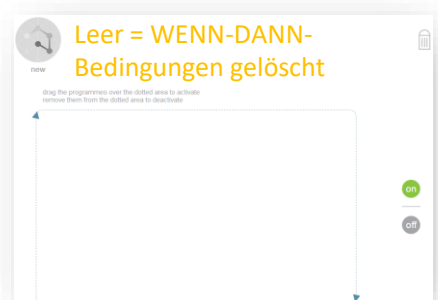 Leer = WENN-DANN-
Bedingungen gelöscht
new
drag the programmes over the dotted area to activate
remove them from the dotted area to deactivate
on
off